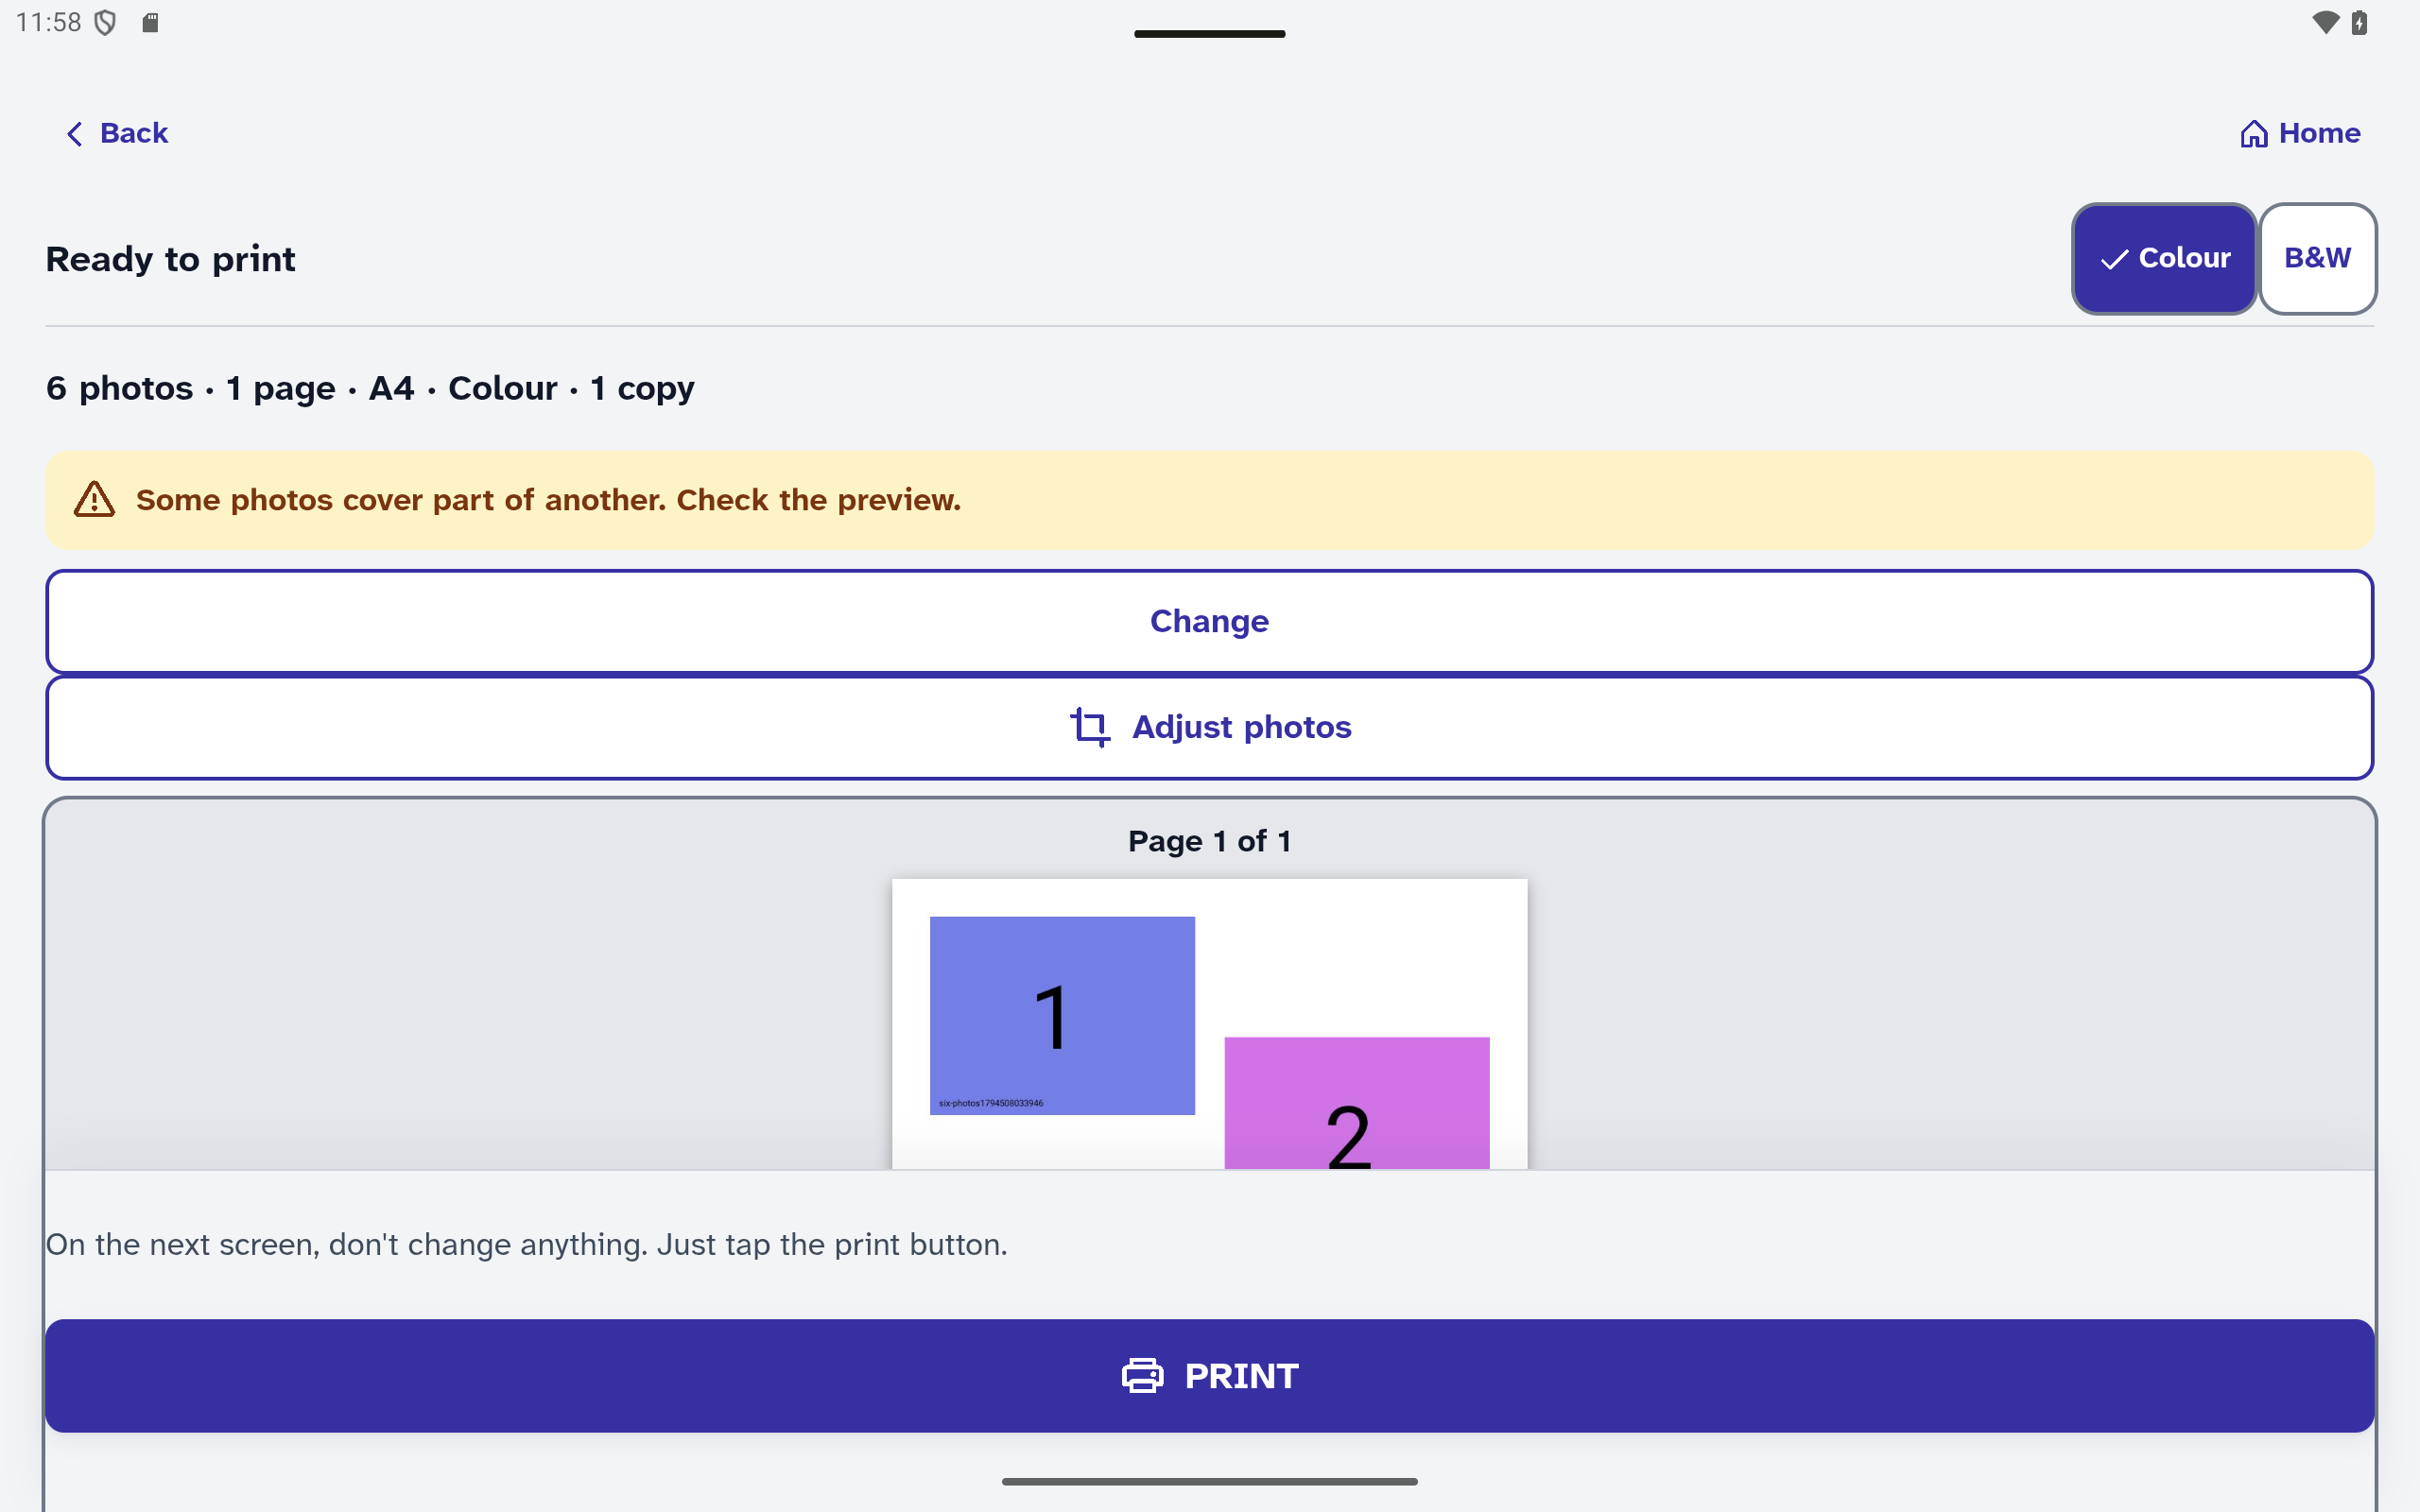 11:58
Back
Home
Ready to print
Colour
B&W
6 photos · 1 page · A4 · Colour · 1 copy
Some photos cover part of another. Check the preview.
Change
Adjust photos
Page 1 of 1
1
six-photos1794508033946
2
On the next screen, don't change anything. Just tap the print button.
PRINT